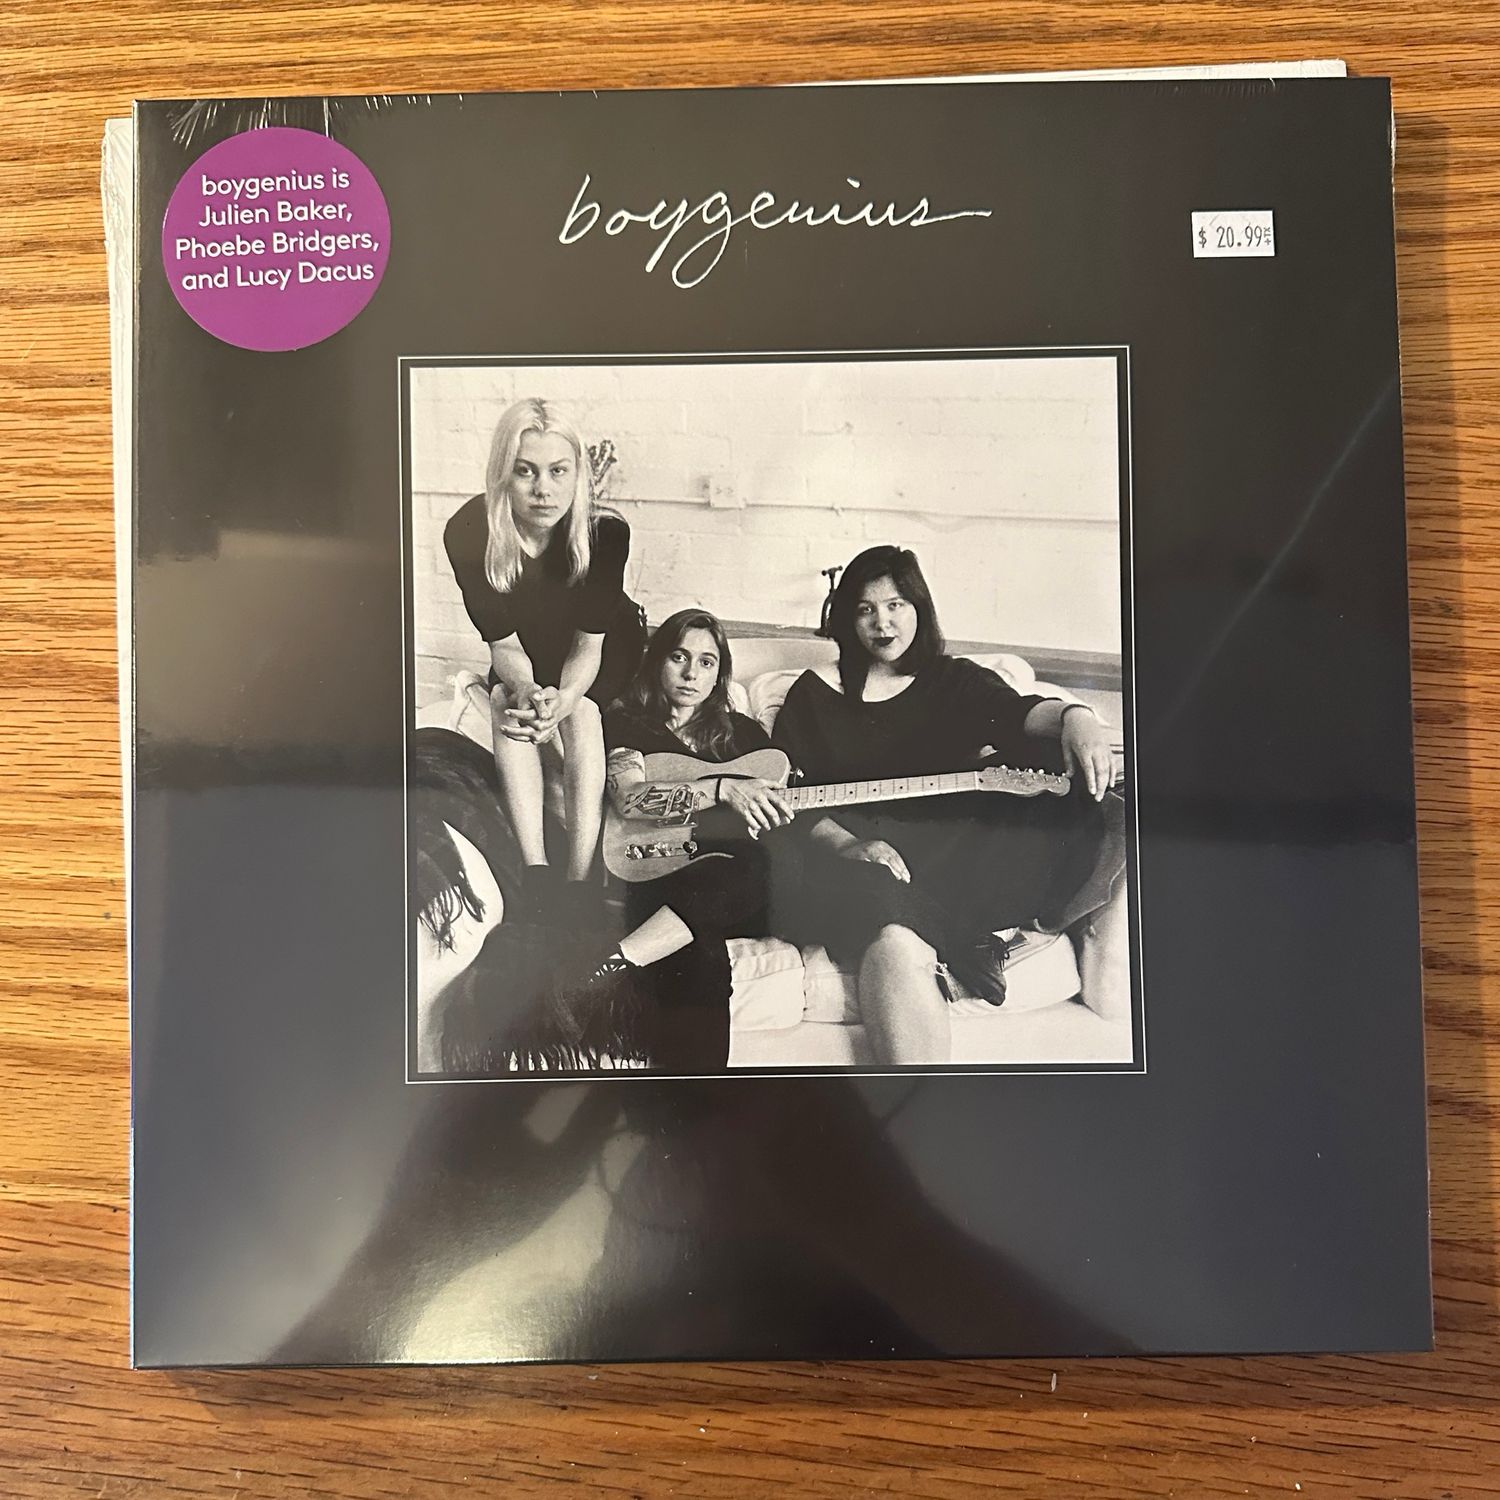 boygenius is
Julien Baker,
Phoebe Bridgers,
and Lucy Dacus
boygenius
$ 20.99